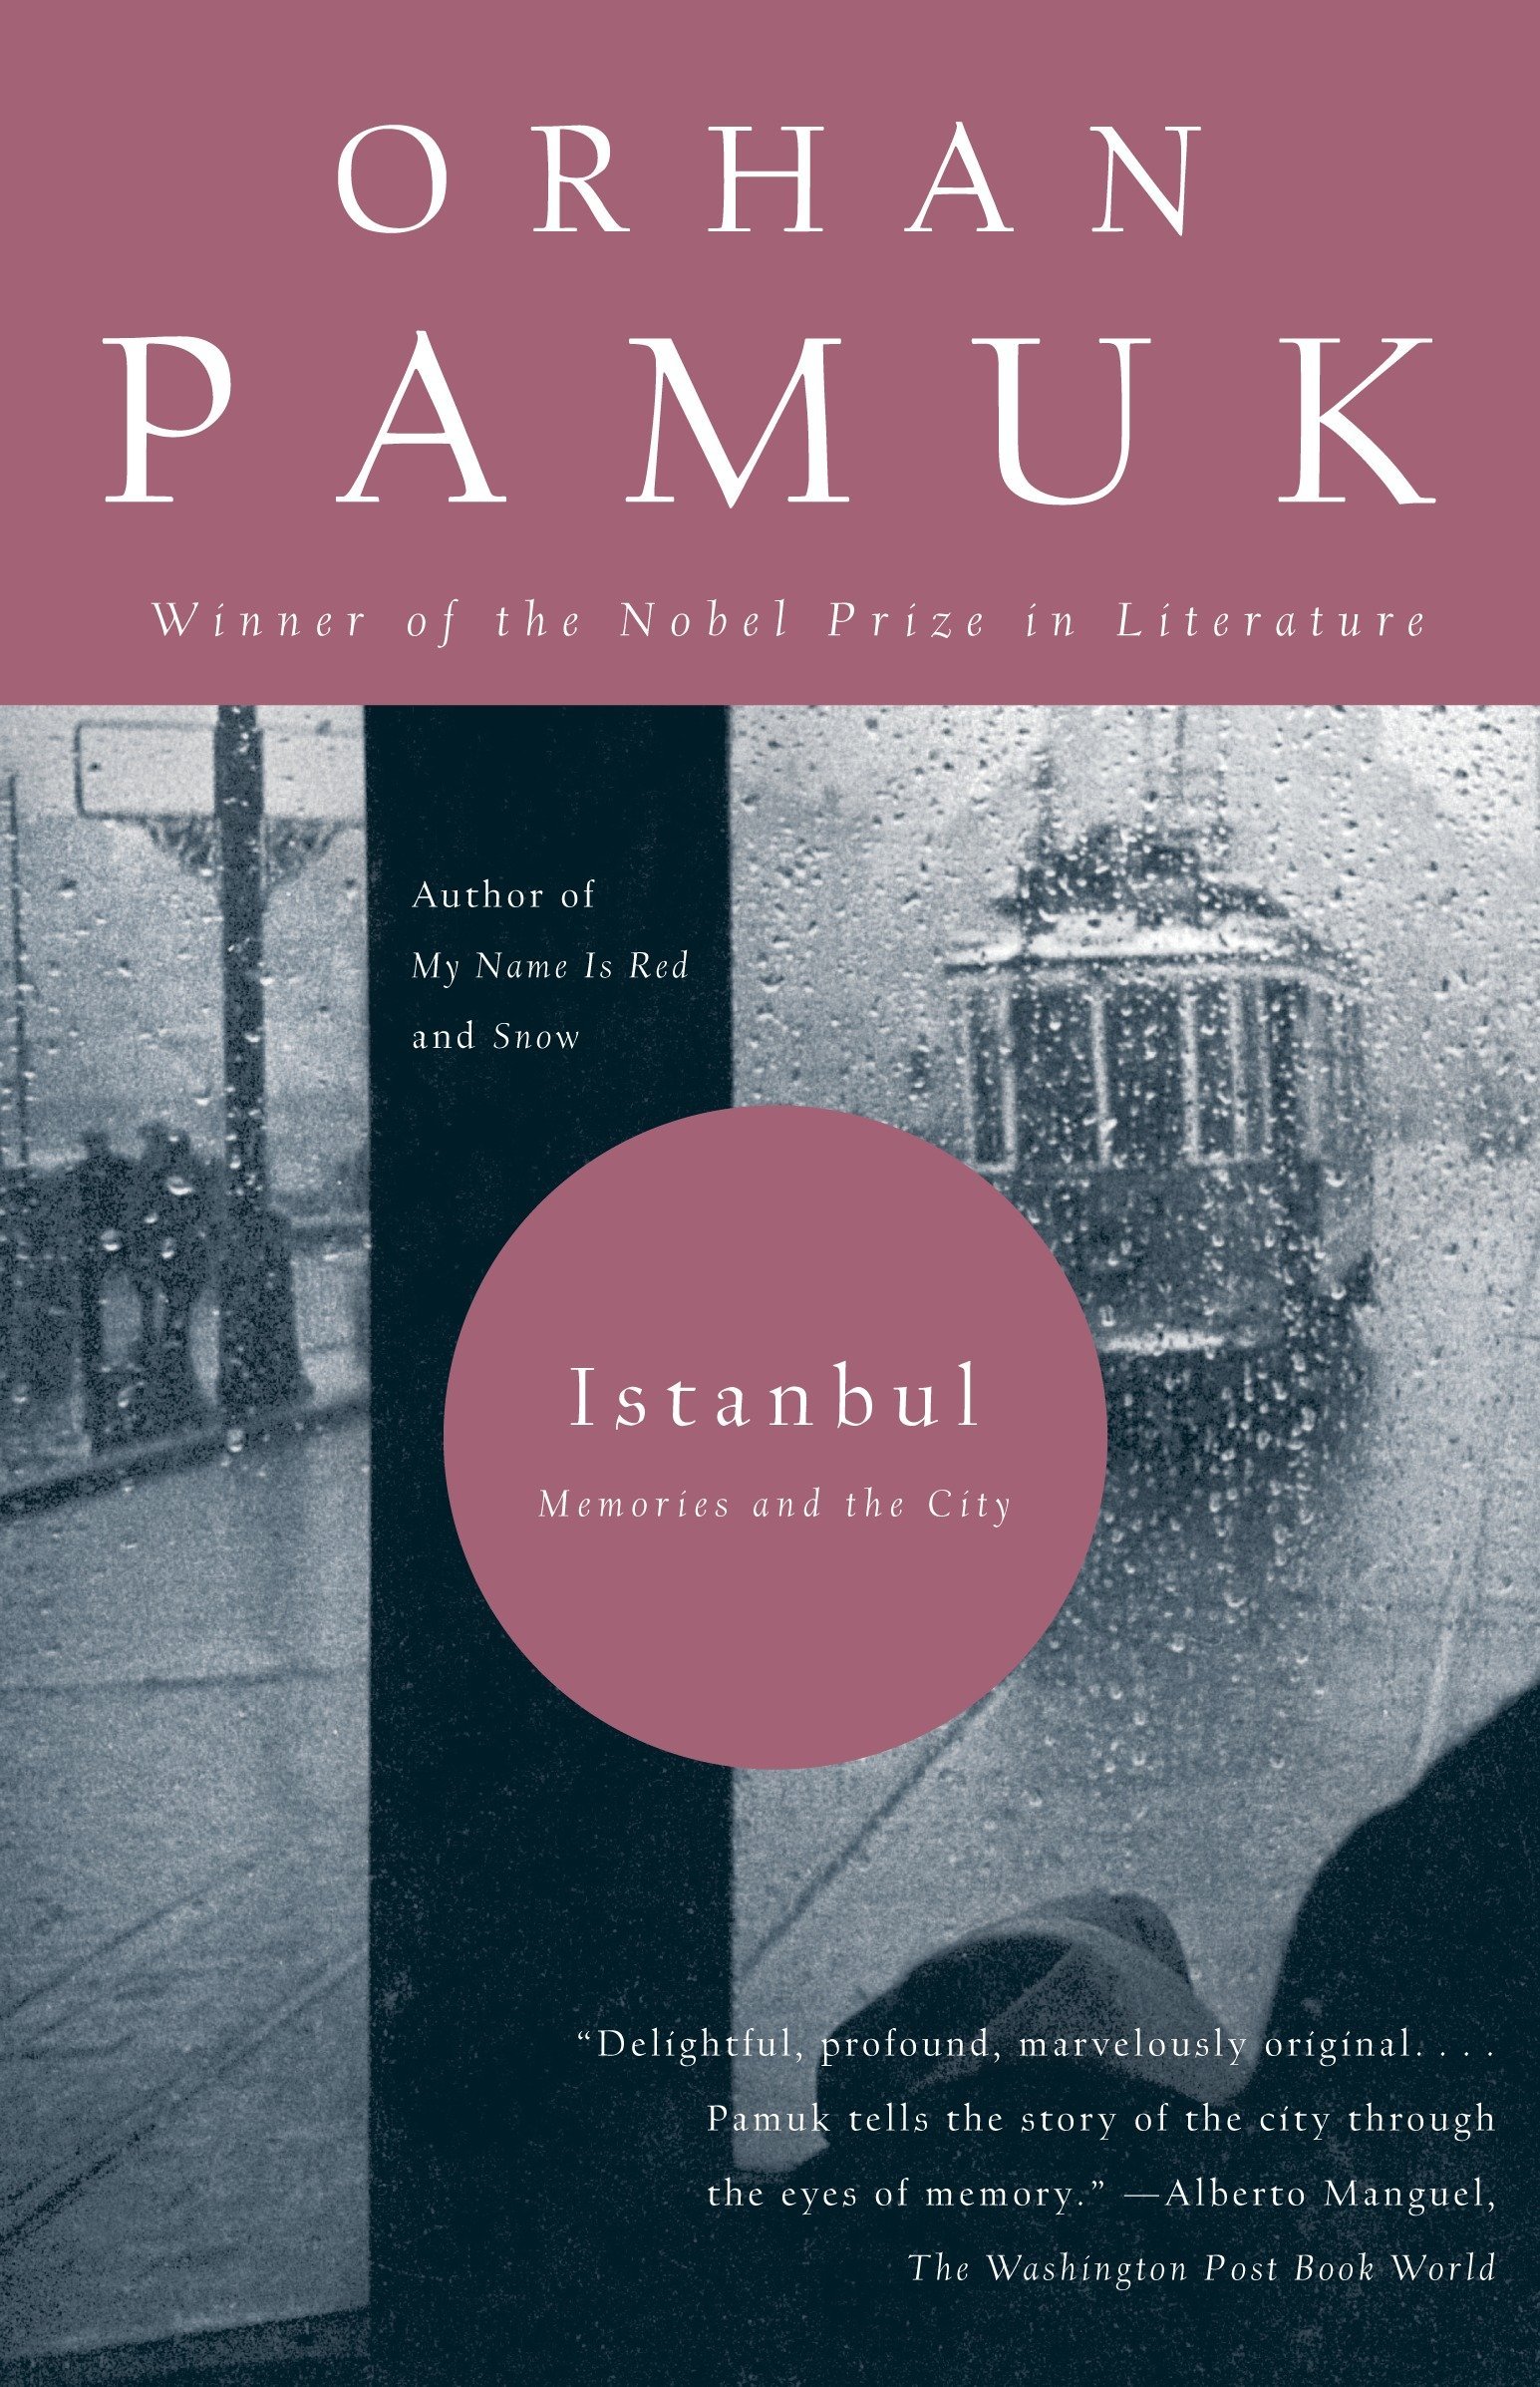 ORHAN
PAMUK
Winner of the Nobel Prize in Literature
Author of
My Name Is Red
and Snow
Istanbul
Memories and the City
“Delightful, profound, marvelously original. . . .
Pamuk tells the story of the city through
the eyes of memory.” —Alberto Manguel,
The Washington Post Book World